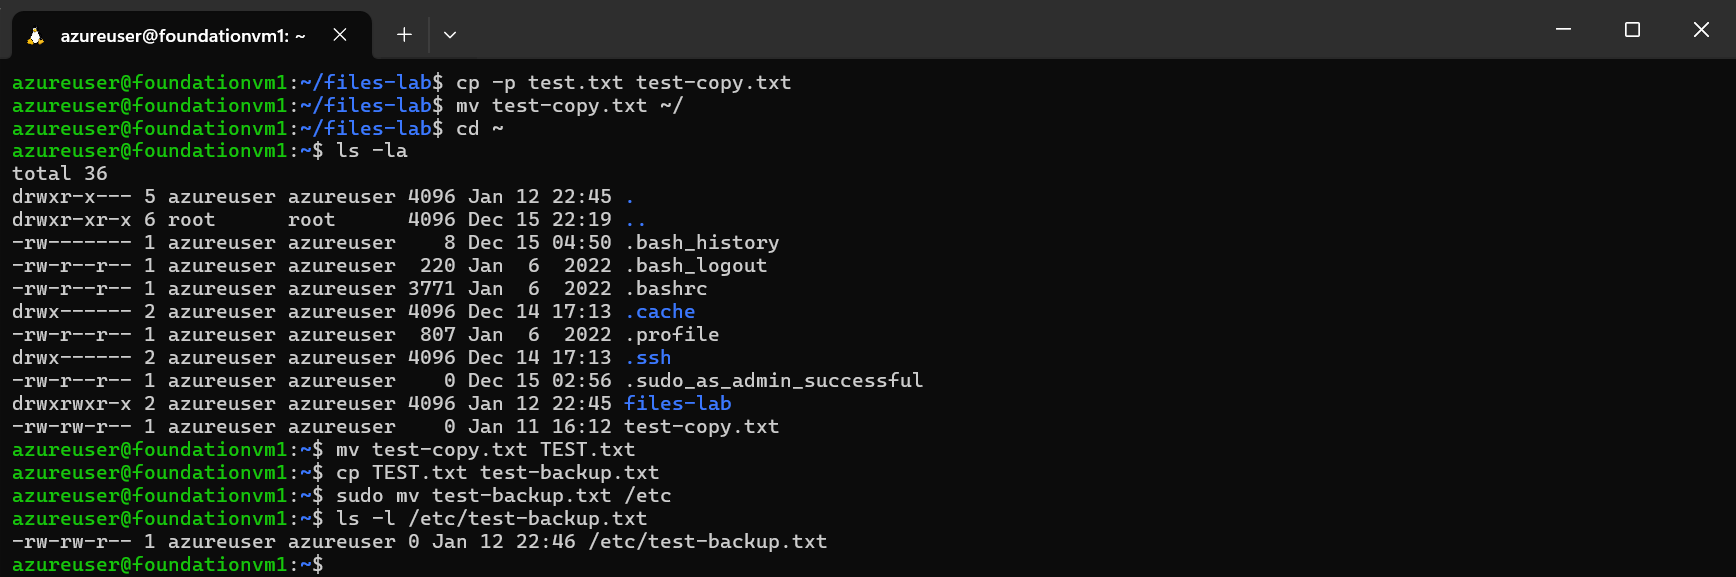 azureuser@foundationvm1: ~
azureuser@foundationvm1:~/files-lab$ cp -p test.txt test-copy.txt
azureuser@foundationvm1:~/files-lab$ mv test-copy.txt ~/
azureuser@foundationvm1:~/files-lab$ cd ~
azureuser@foundationvm1:~$ ls -la
total 36
drwxr-x--- 5 azureuser azureuser 4096 Jan 12 22:45 .
drwxr-xr-x 6 root      root      4096 Dec 15 22:19 ..
-rw------- 1 azureuser azureuser    8 Dec 15 04:50 .bash_history
-rw-r--r-- 1 azureuser azureuser  220 Jan  6  2022 .bash_logout
-rw-r--r-- 1 azureuser azureuser 3771 Jan  6  2022 .bashrc
drwx------ 2 azureuser azureuser 4096 Dec 14 17:13 .cache
-rw-r--r-- 1 azureuser azureuser  807 Jan  6  2022 .profile
drwx------ 2 azureuser azureuser 4096 Dec 14 17:13 .ssh
-rw-r--r-- 1 azureuser azureuser    0 Dec 15 02:56 .sudo_as_admin_successful
drwxrwxr-x 2 azureuser azureuser 4096 Jan 12 22:45 files-lab
-rw-rw-r-- 1 azureuser azureuser    0 Jan 11 16:12 test-copy.txt
azureuser@foundationvm1:~$ mv test-copy.txt TEST.txt
azureuser@foundationvm1:~$ cp TEST.txt test-backup.txt
azureuser@foundationvm1:~$ sudo mv test-backup.txt /etc
azureuser@foundationvm1:~$ ls -l /etc/test-backup.txt
-rw-rw-r-- 1 azureuser azureuser 0 Jan 12 22:46 /etc/test-backup.txt
azureuser@foundationvm1:~$